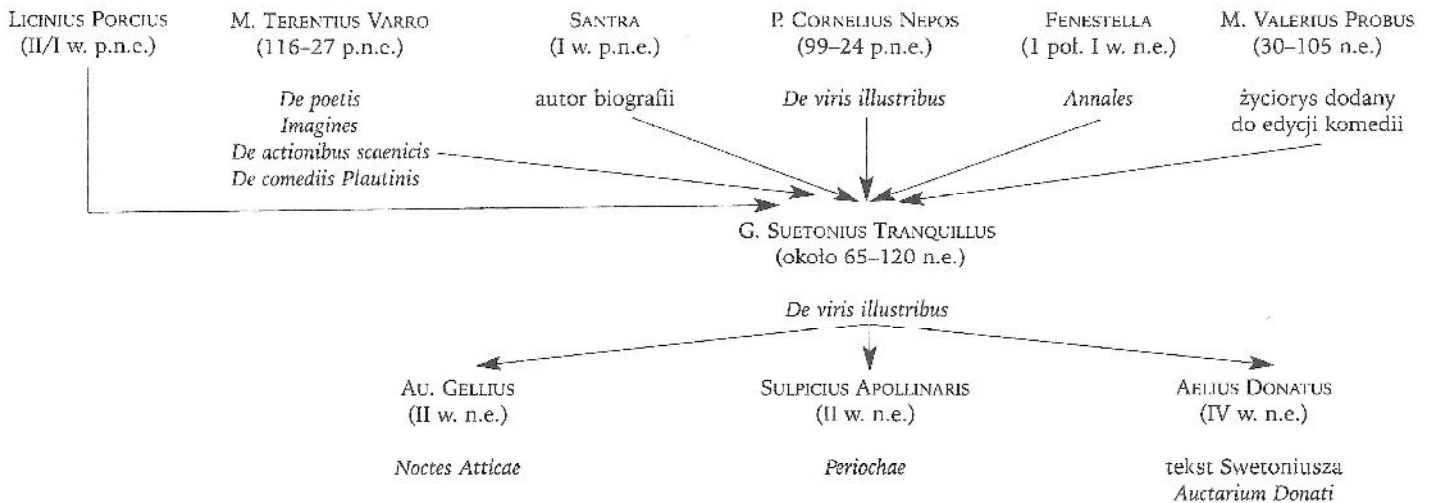 LICINIUS PORCIUS
(II/I w. p.n.e.)
M. TERENTIUS VARRO
(116–27 p.n.e.)
De poetis
Imagines
De actionibus scaenicis
De comediis Plautinis
SANTRA
(I w. p.n.e.)
autor biografii
P. CORNELIUS NEPOS
(99–24 p.n.e.)
De viris illustribus
FENESTELLA
(1 poł. I w. n.e.)
Annales
M. VALERIUS PROBUS
(30–105 n.e.)
życiorys dodany
do edycji komedii
G. SUETONIUS TRANQUILLUS
(około 65–120 n.e.)
De viris illustribus
AU. GELLIUS
(II w. n.e.)
Noctes Atticae
SULPICIUS APOLLINARIS
(II w. n.e.)
Periochae
AELIUS DONATUS
(IV w. n.e.)
tekst Swetoniusza
Auctarium Donati